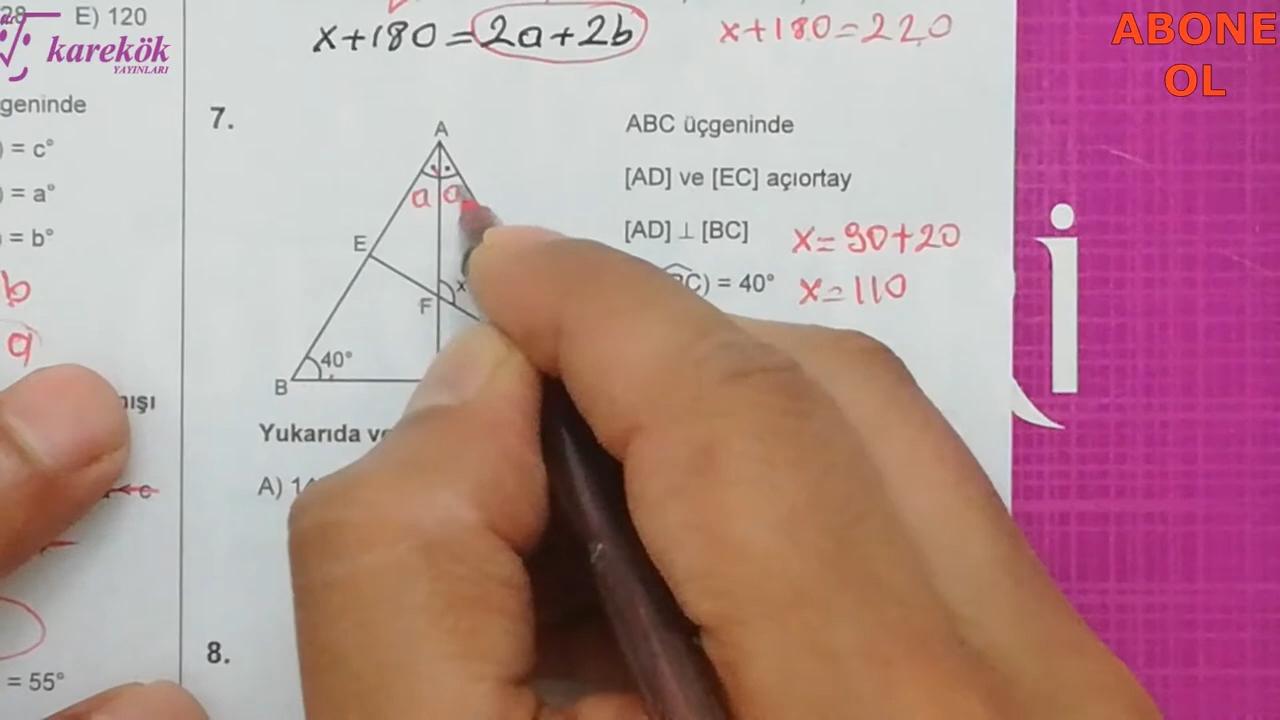 E) 120
karekök
YAYINLARI
geninde
) = c°
) = a°
= b°
b
a
= 55°
x+180=2a+2b
x+180=220
7.
A
a
a
E
x
F
40°
B
ABC üçgeninde
[AD] ve [EC] açıortay
[AD] ⊥ [BC]
x=90+20
C) = 40°
x=110
Yukarıda
A) 1
8.
ABONE
OL